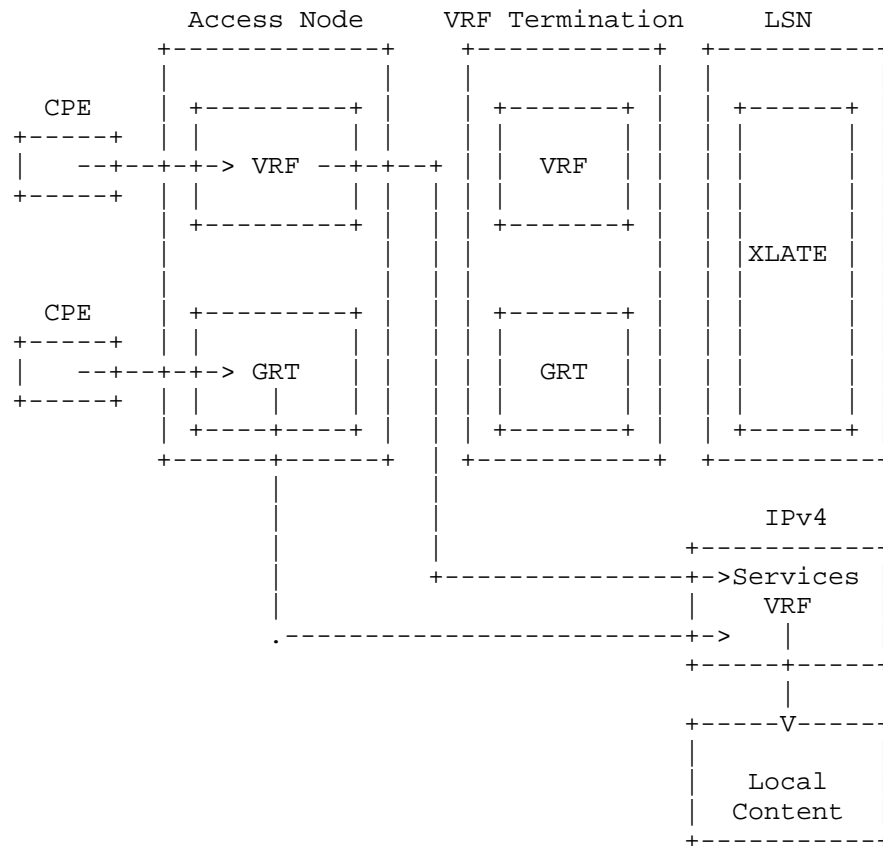 Access Node VRF Termination LSN
CPE
VRF VRF
XLATE
CPE
GRT GRT
IPv4
Services
VRF
Local
Content